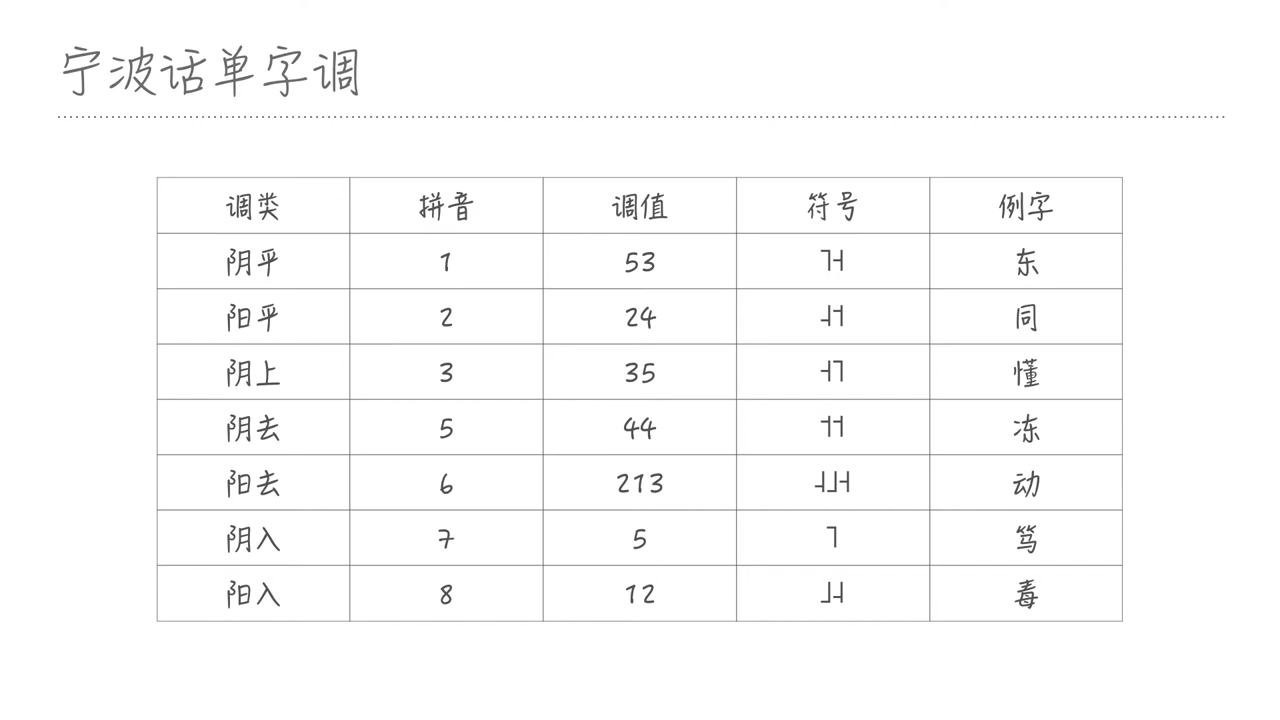 宁波话单字调
调类 拼音 调值 符号 例字
阴平 1 53 ˥˧ 东
阳平 2 24 ˨˦ 同
阴上 3 35 ˧˥ 懂
阴去 5 44 ˦˦ 冻
阳去 6 213 ˨˩˧ 动
阴入 7 5 ˥ 笃
阳入 8 12 ˩˨ 毒